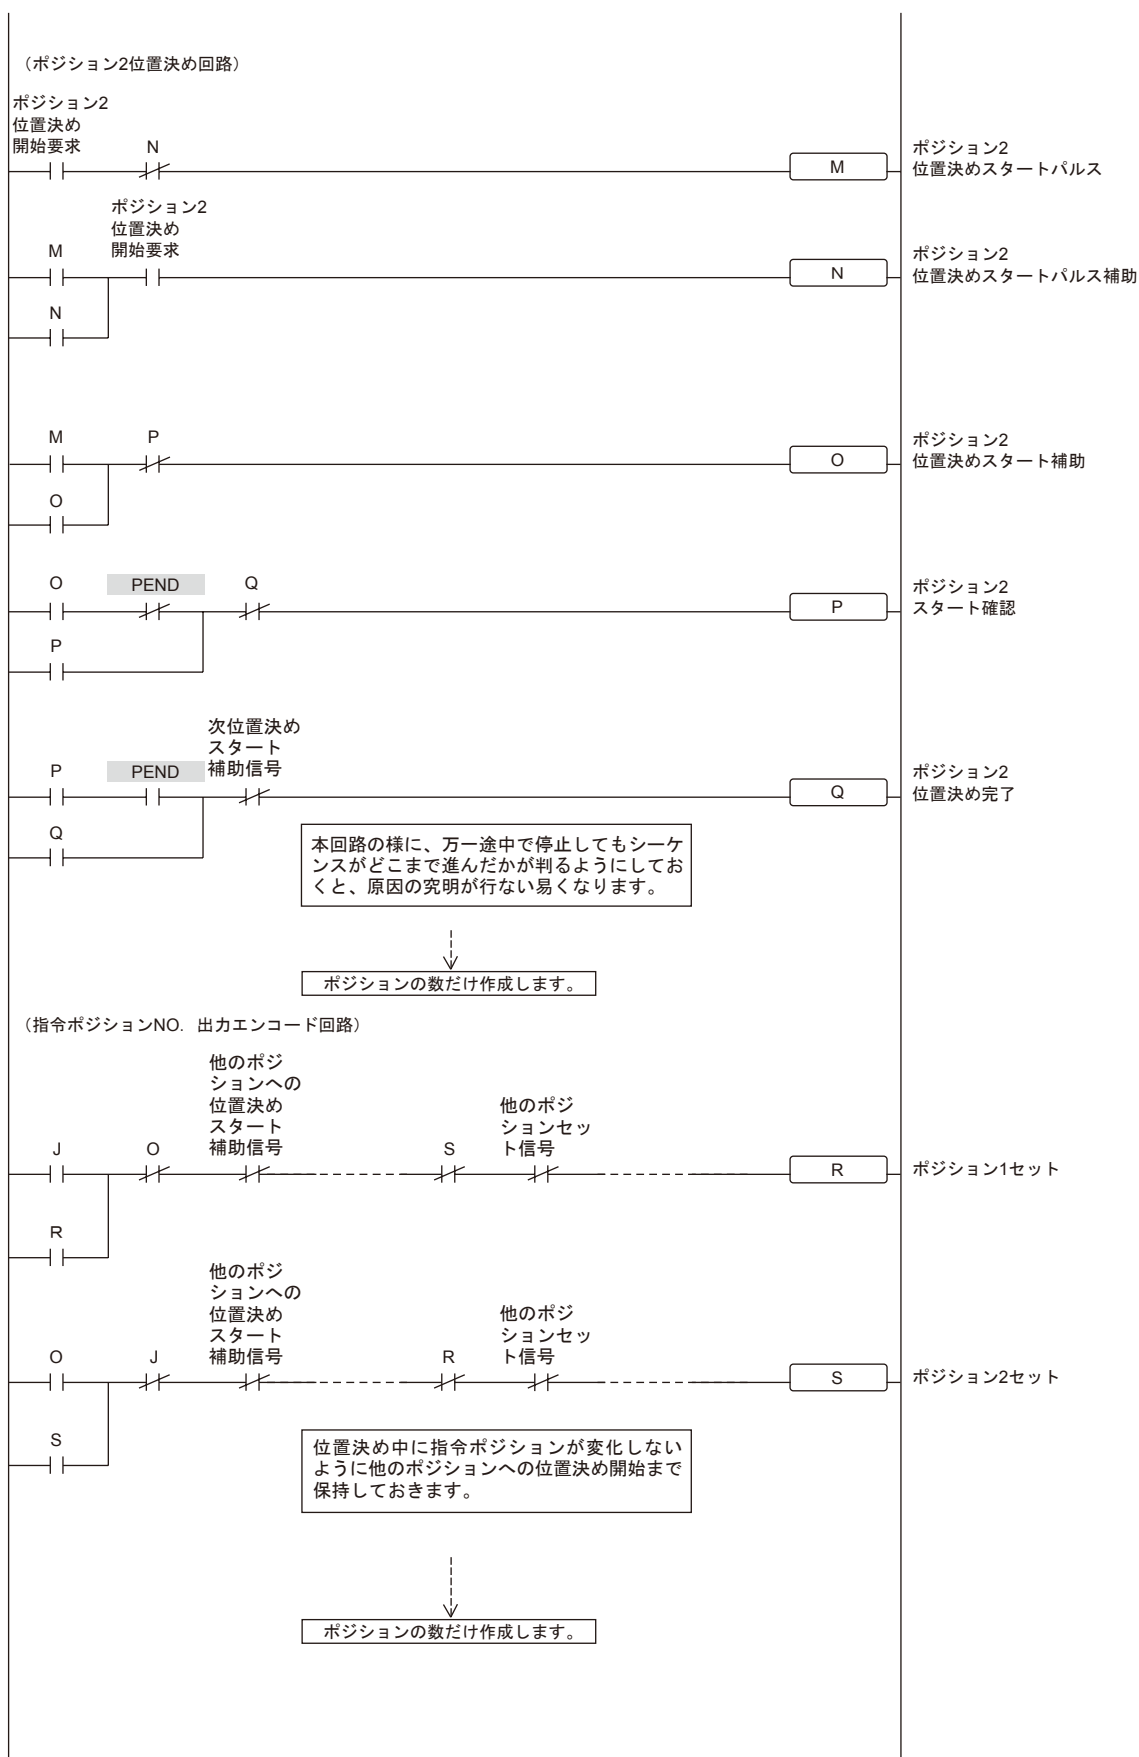 （ポジション2位置決め回路）
ポジション2
位置決め
開始要求
N
M
ポジション2
位置決めスタートパルス
ポジション2
位置決め
開始要求
M
N
ポジション2
位置決めスタートパルス補助
N
M
P
O
ポジション2
位置決めスタート補助
O
O
PEND
Q
P
ポジション2
スタート確認
P
次位置決め
スタート
補助信号
P
PEND
Q
ポジション2
位置決め完了
Q
本回路の様に、万一途中で停止してもシーケ
ンスがどこまで進んだかが判るようにしてお
くと、原因の究明が行ない易くなります。
ポジションの数だけ作成します。
（指令ポジションNO. 出力エンコード回路）
他のポジ
ションへの
位置決め
スタート
補助信号
他のポジ
ションセッ
ト信号
J
O
S
R
ポジション1セット
R
他のポジ
ションへの
位置決め
スタート
補助信号
他のポジ
ションセッ
ト信号
O
J
R
S
ポジション2セット
S
位置決め中に指令ポジションが変化しない
ように他のポジションへの位置決め開始まで
保持しておきます。
ポジションの数だけ作成します。